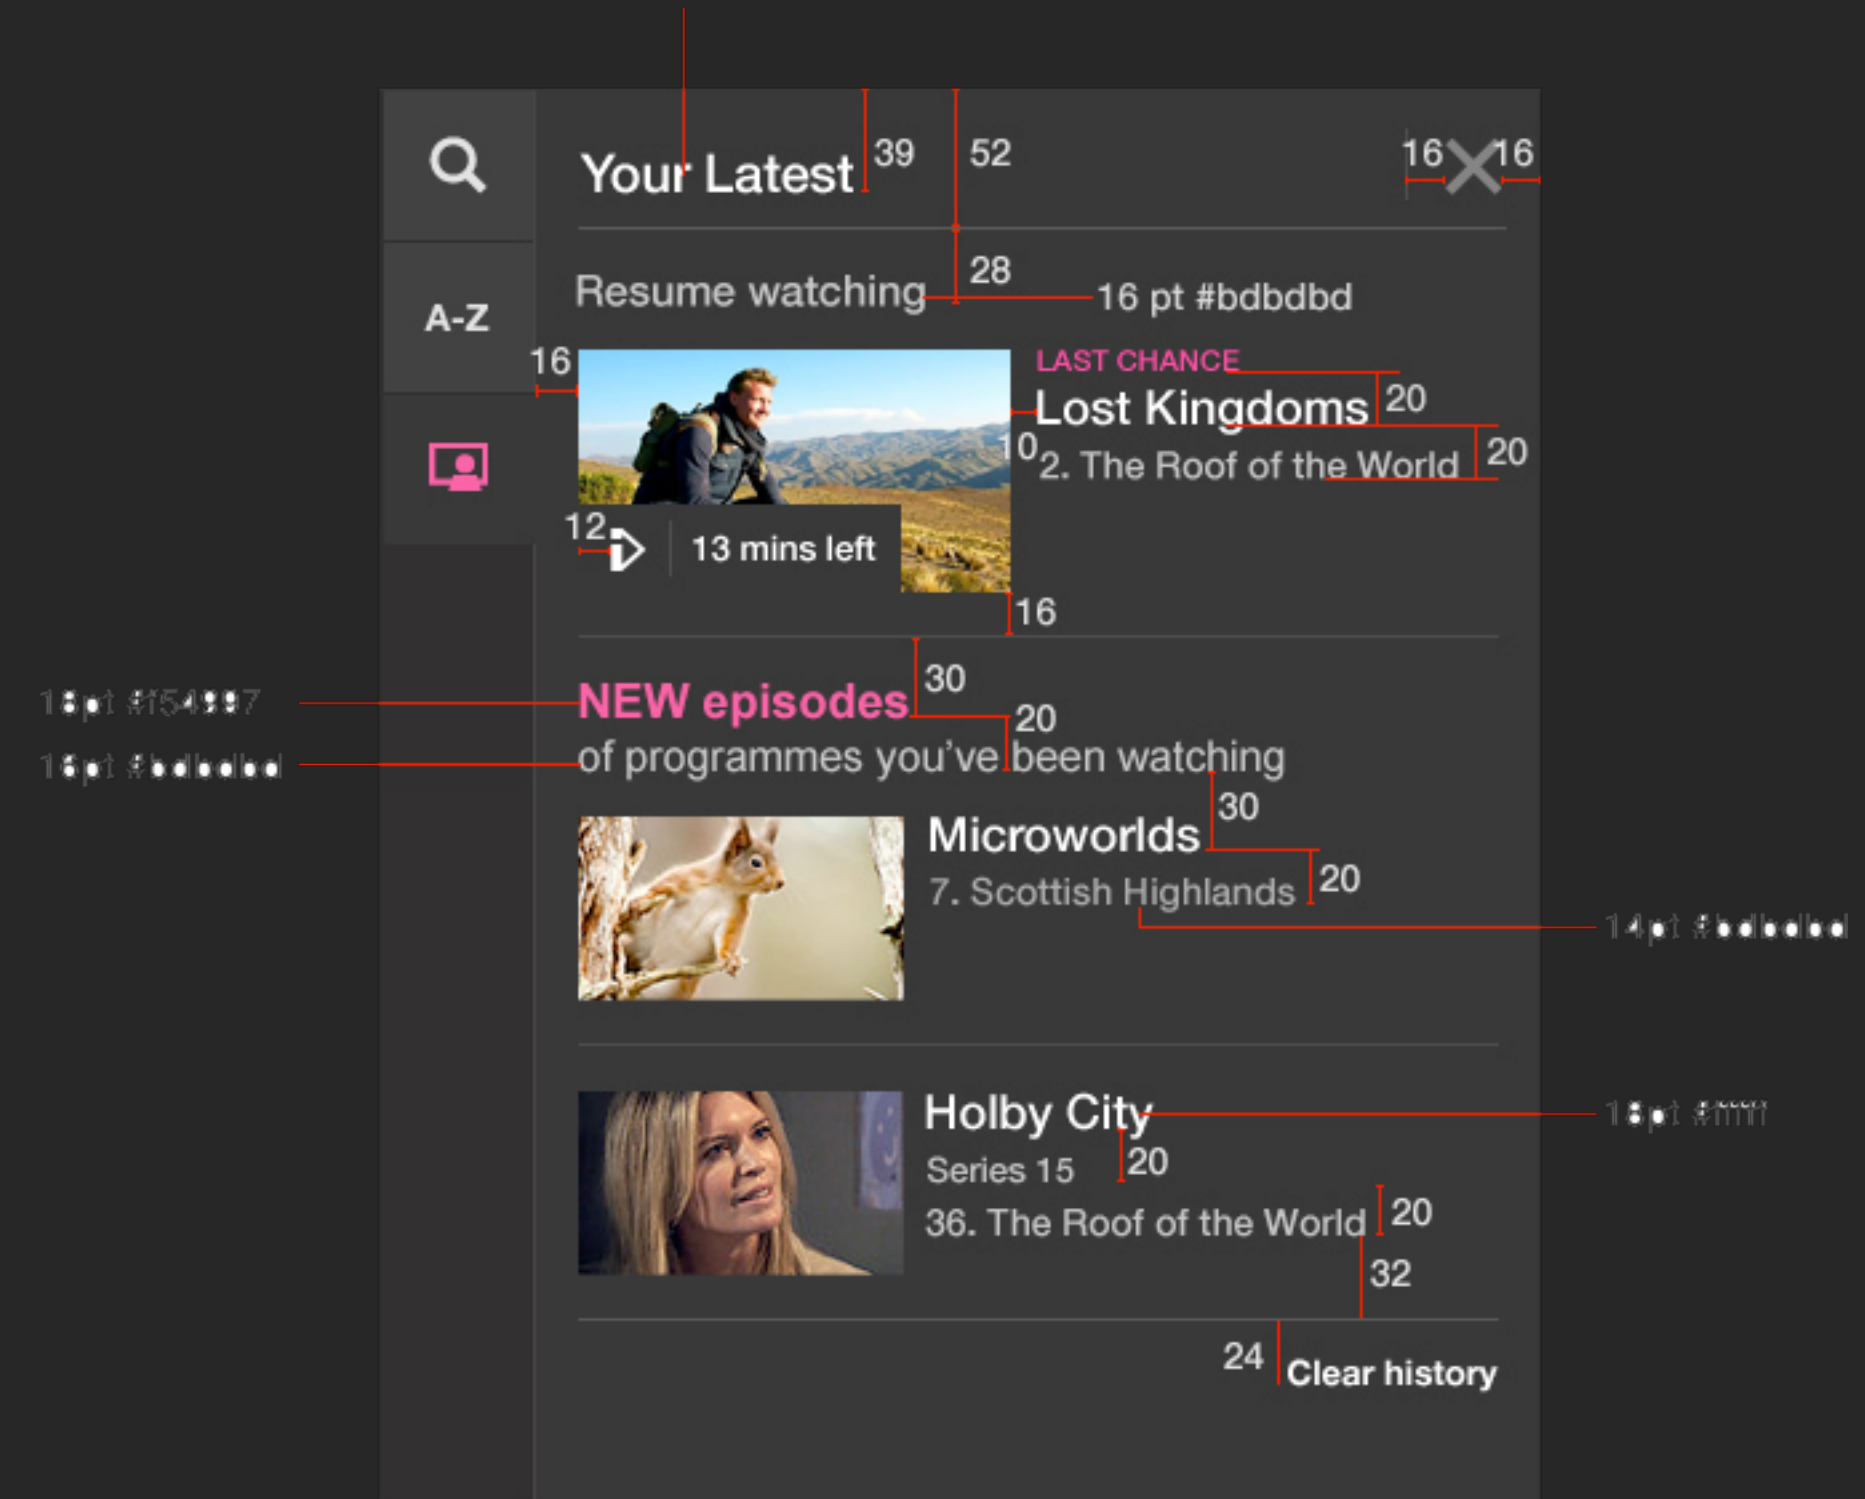 Your Latest
39
52
16
16
28
Resume watching
16 pt #bdbdbd
A-Z
16
LAST CHANCE
Lost Kingdoms
20
10
2. The Roof of the World
20
12
13 mins left
16
30
NEW episodes
20
of programmes you've been watching
#bdbdbd
30
Microworlds
20
7. Scottish Highlands
14pt #bdbdbd
Holby City
20
Series 15
36. The Roof of the World
20
32
24
Clear history